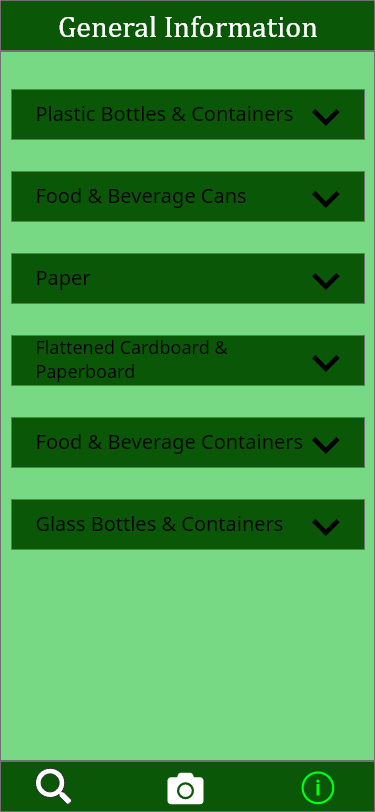 General Information
Plastic Bottles & Containers
Food & Beverage Cans
Paper
Flattened Cardboard &
Paperboard
Food & Beverage Containers
Glass Bottles & Containers